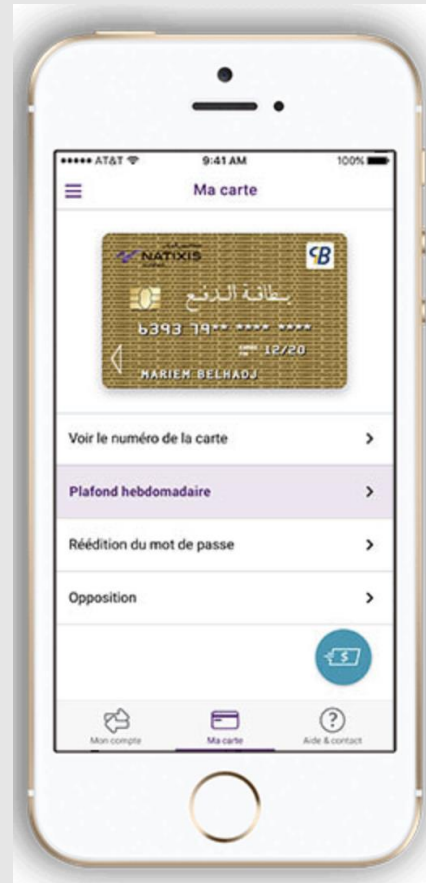 AT&T 9:41 AM 100%
Ma carte
NATIXIS CB
بطاقة الدفع
6393 79** **** ****
12/20
MARIEM BELHADJ
Voir le numéro de la carte
Plafond hebdomadaire
Réédition du mot de passe
Opposition
$
Mon compte Ma carte Aide & contact